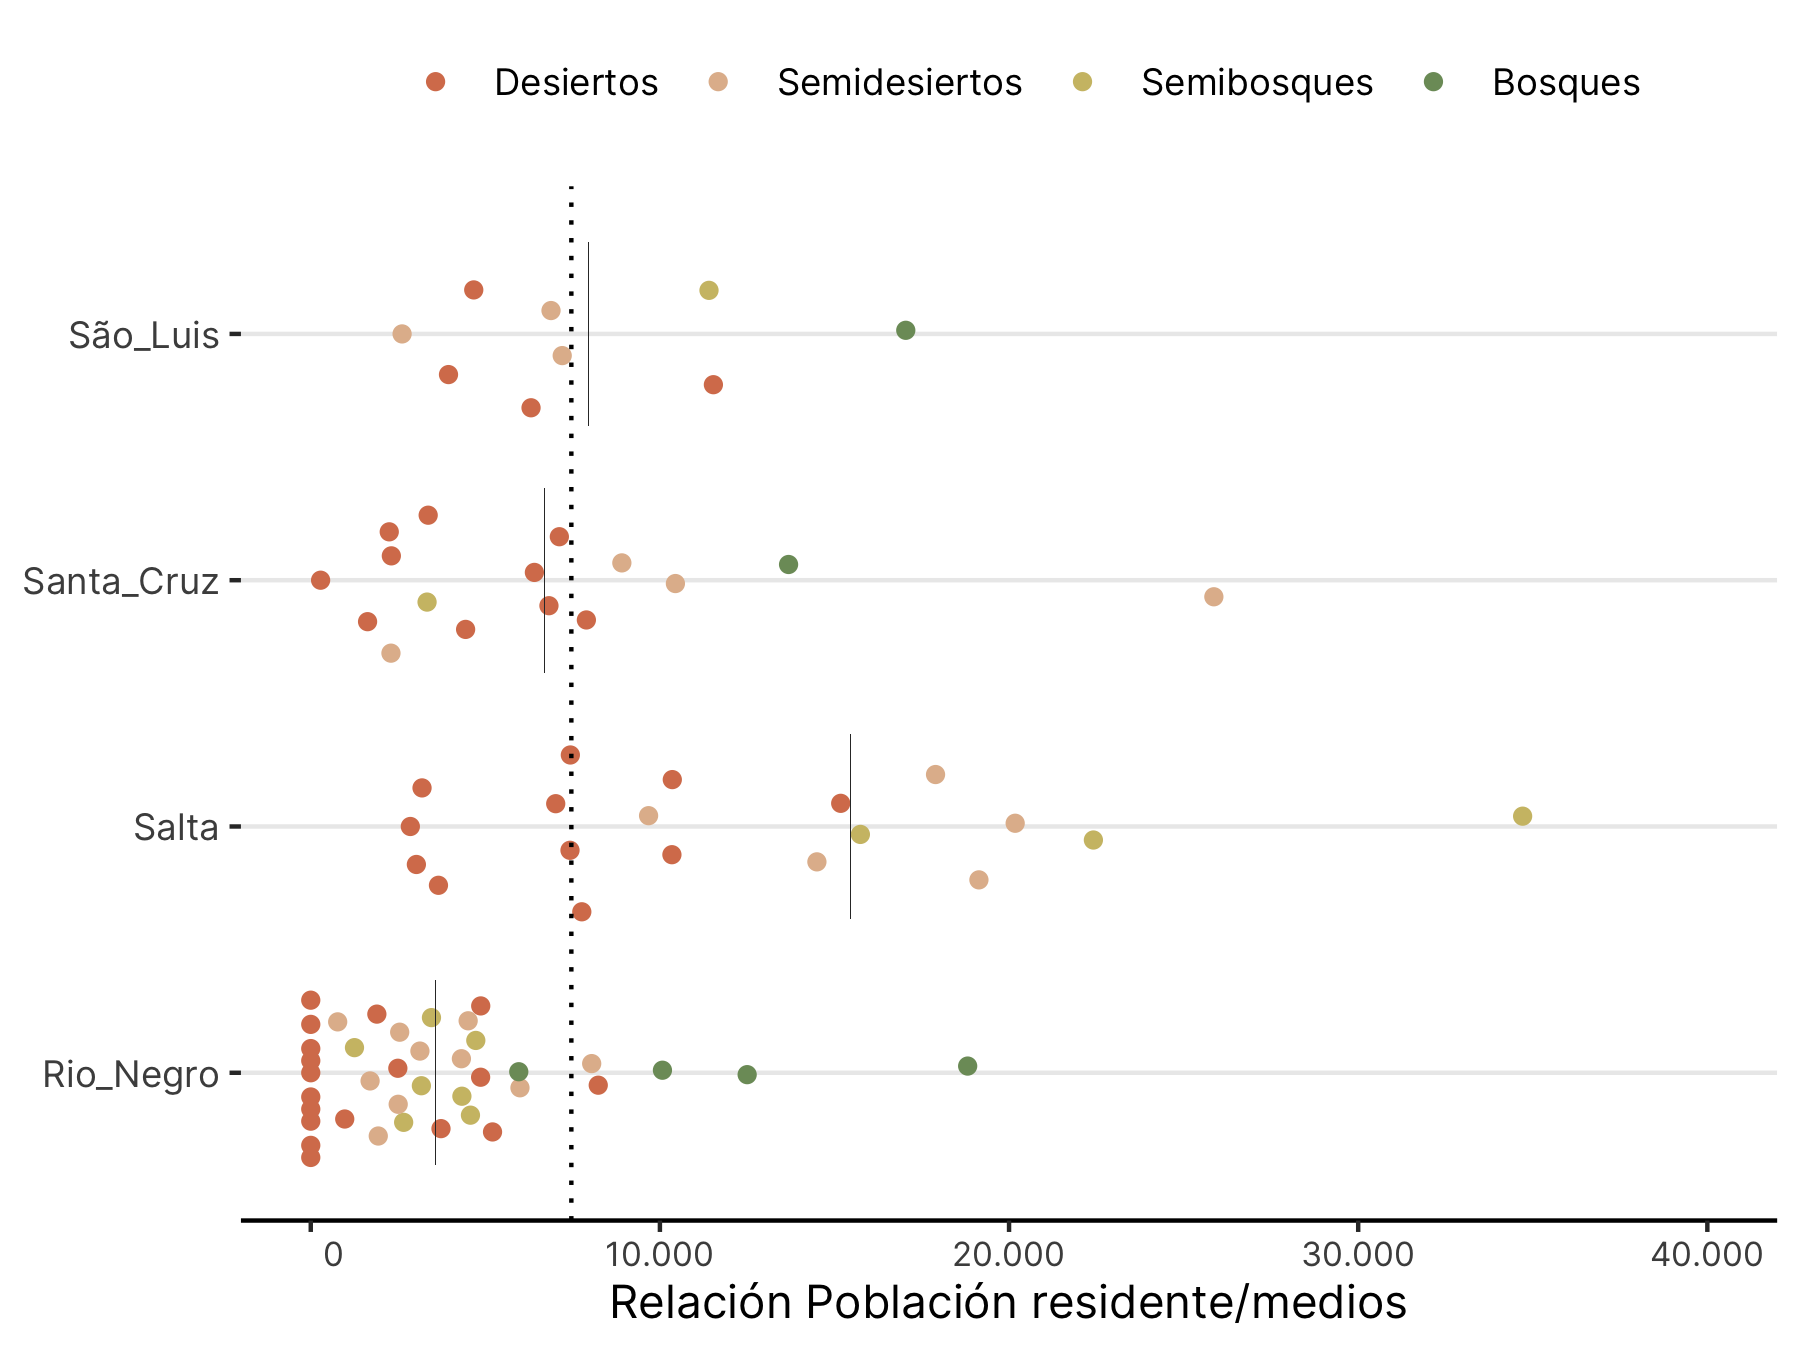 Desiertos Semidesiertos Semibosques Bosques
São_Luis
Santa_Cruz
Salta
Rio_Negro
0 10.000 20.000 30.000 40.000
Relación Población residente/medios